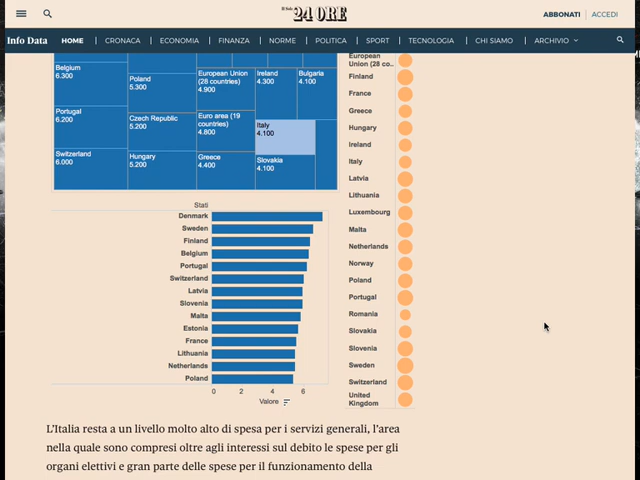 Il Sole
24 ORE
ABBONATI | ACCEDI
Info Data
HOME | CRONACA | ECONOMIA | FINANZA | NORME | POLITICA | SPORT | TECNOLOGIA | CHI SIAMO | ARCHIVIO
Belgium
6.300
Portugal
6.200
Switzerland
6.000
Poland
5.300
Czech Republic
5.200
Hungary
5.200
European Union
(28 countries)
4.900
Euro area (19
countries)
4.800
Greece
4.400
Ireland
4.300
Bulgaria
4.100
Italy
4.100
Slovakia
4.100
European
Union (28 co..
Finland
France
Greece
Hungary
Ireland
Italy
Latvia
Lithuania
Luxembourg
Malta
Netherlands
Norway
Poland
Portugal
Romania
Slovakia
Slovenia
Sweden
Switzerland
United
Kingdom
Stati
Denmark
Sweden
Finland
Belgium
Portugal
Switzerland
Latvia
Slovenia
Malta
Estonia
France
Lithuania
Netherlands
Poland
0 2 4 6
Valore
L'Italia resta a un livello molto alto di spesa per i servizi generali, l'area
nella quale sono compresi oltre agli interessi sul debito le spese per gli
organi elettivi e gran parte delle spese per il funzionamento della